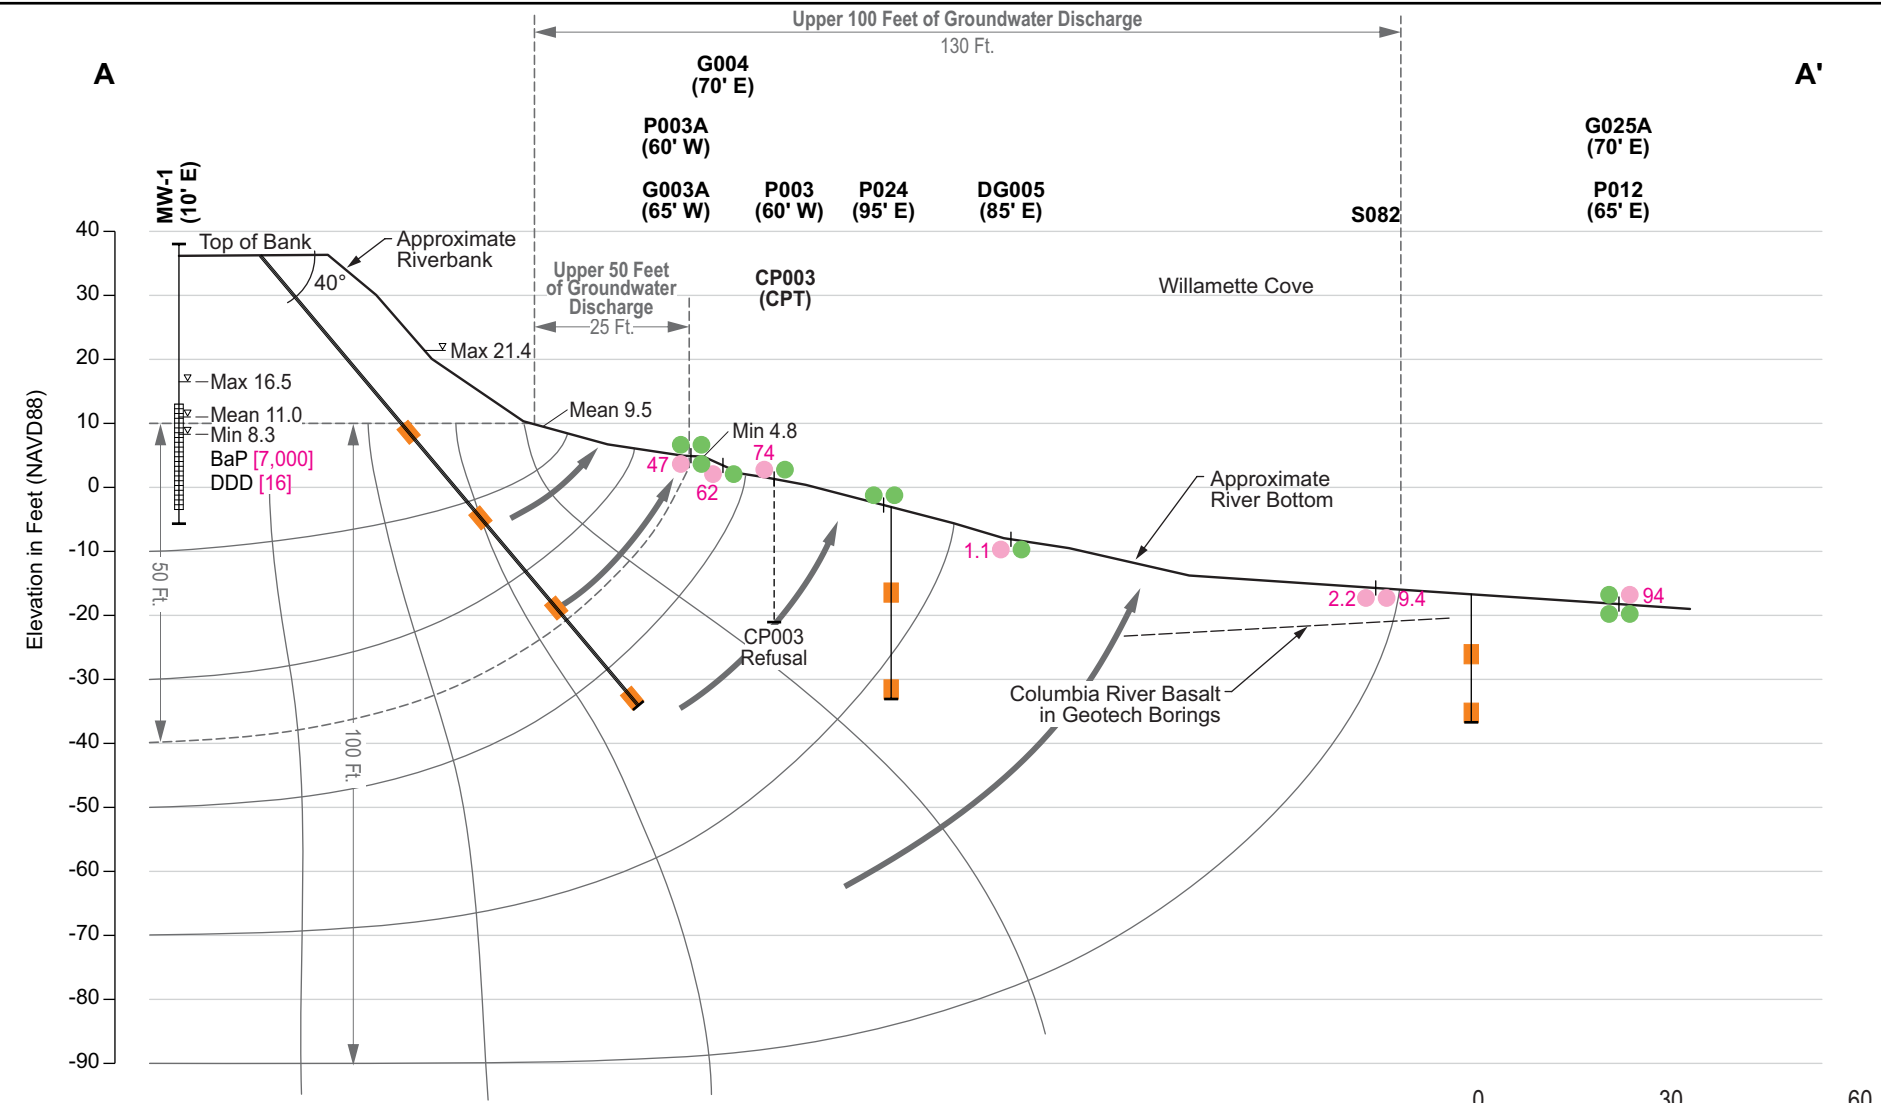 Upper 100 Feet of Groundwater Discharge
130 Ft.
A
A'
G004
(70' E)
P003A
(60' W)
G025A
(70' E)
MW-1
(10' E)
G003A
(65' W)
P003
(60' W)
P024
(95' E)
DG005
(85' E)
S082
P012
(65' E)
Elevation in Feet (NAVD88)
40
30
20
10
0
-10
-20
-30
-40
-50
-60
-70
-80
-90
Top of Bank
40°
Approximate
Riverbank
Upper 50 Feet
of Groundwater
Discharge
25 Ft.
CP003
(CPT)
Willamette Cove
Max 21.4
Max 16.5
Mean 11.0
Min 8.3
BaP [7,000]
DDD [16]
Mean 9.5
Min 4.8
47
62
74
1.1
2.2
9.4
94
Approximate
River Bottom
50 Ft.
100 Ft.
CP003
Refusal
Columbia River Basalt
in Geotech Borings
0
30
60